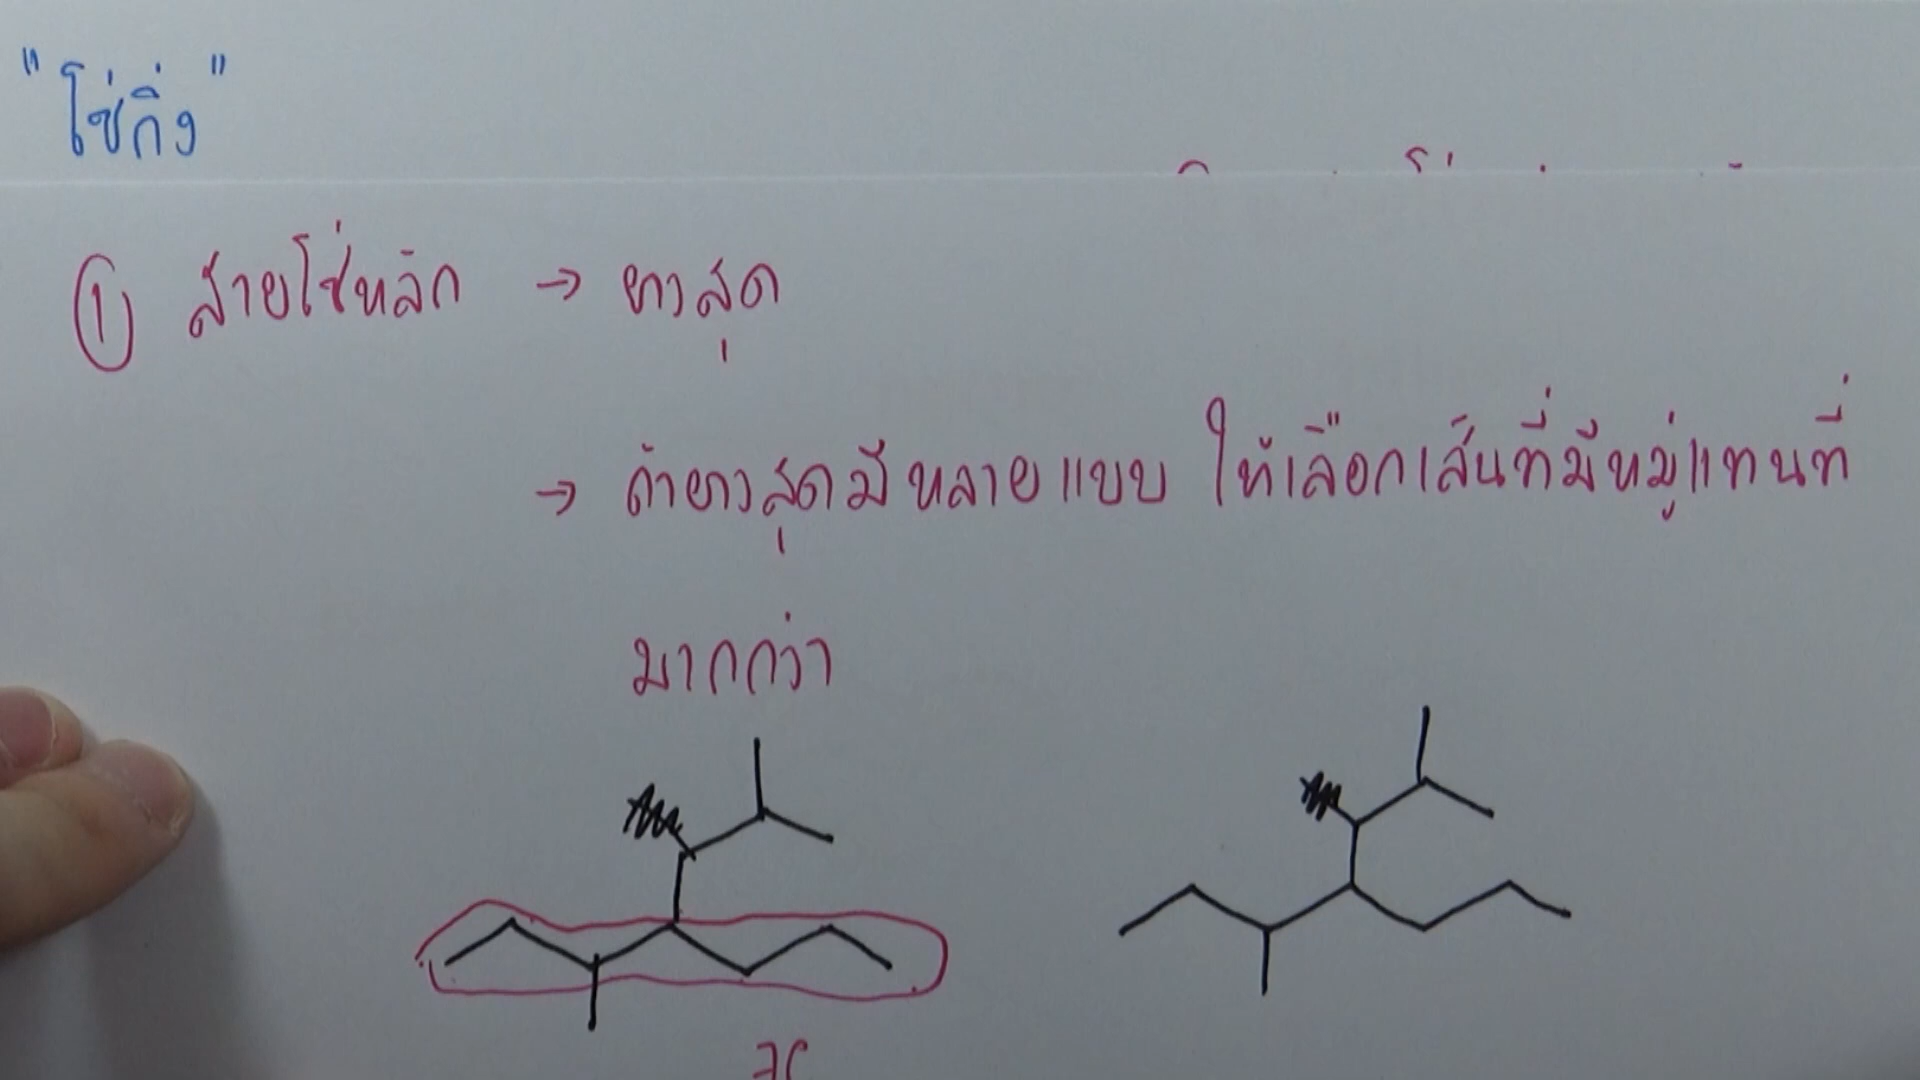 "โซ่กิ่ง"
① สายโซ่หลัก → ยาวสุด
→ ถ้ายาวสุดมีหลายแบบ ให้เลือกเส้นที่มีหมู่แทนที่
มากกว่า
7C